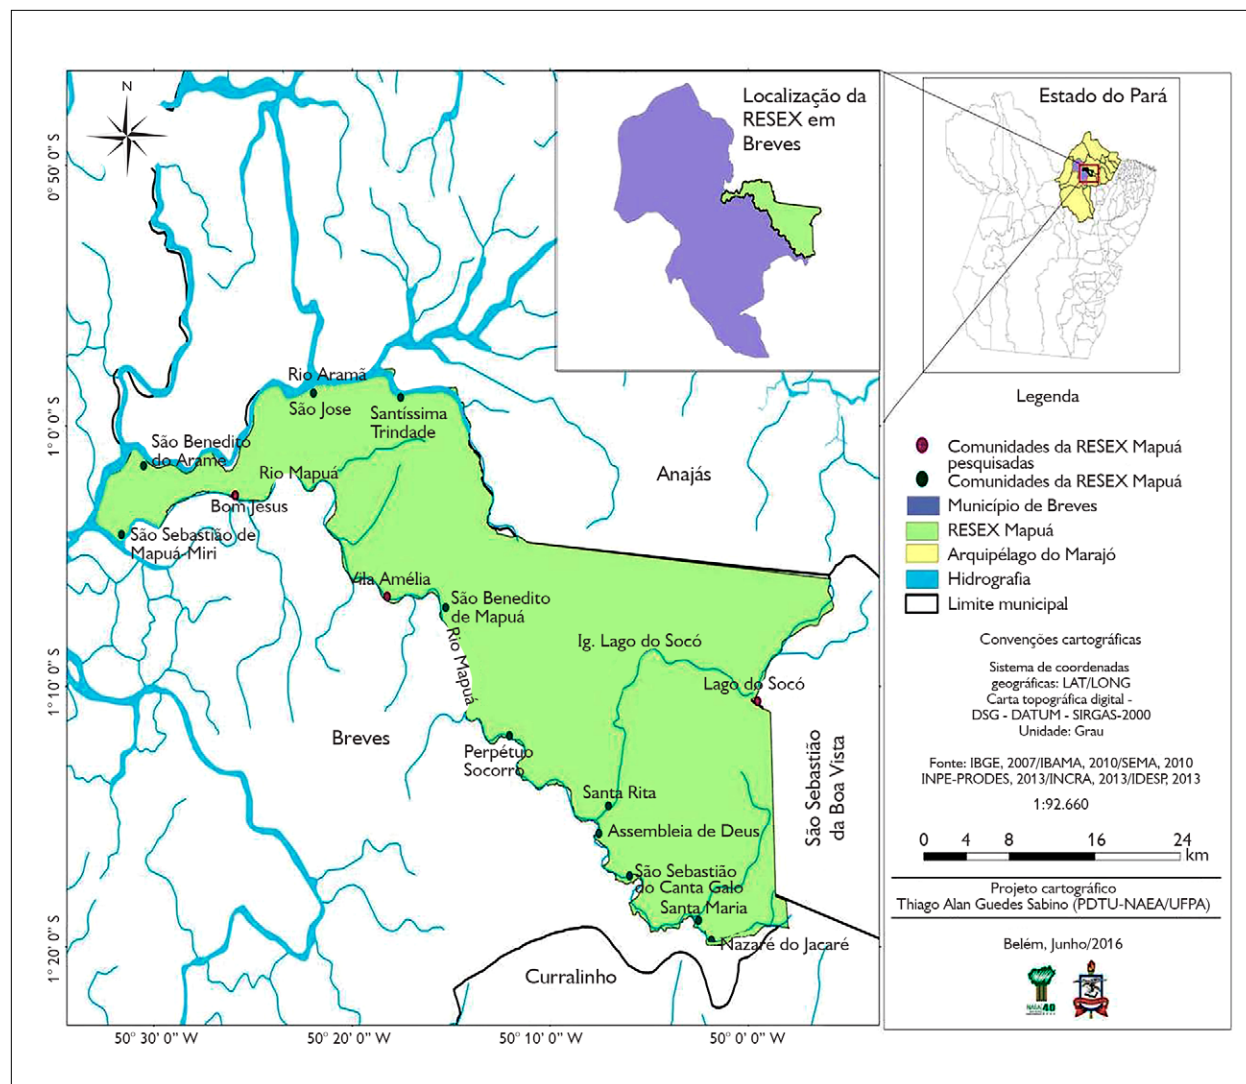 N
Localização da
RESEX em
Breves
Estado do Pará
0° 50' 0'' S
1° 0' 0'' S
1° 10' 0'' S
1° 20' 0'' S
Rio Aramã
São Jose
Santíssima
Trindade
São Benedito
do Arame
Rio Mapuá
Bom Jesus
São Sebastião de
Mapuá-Miri
Anajás
Vila Amélia
São Benedito
de Mapuá
Rio Mapuá
Ig. Lago do Socó
Lago do Socó
Breves
Perpétuo
Socorro
São Sebastião
da Boa Vista
Santa Rita
Assembleia de Deus
São Sebastião
do Canta Galo
Santa Maria
Nazaré do Jacaré
Curralinho
50° 30' 0'' W
50° 20' 0'' W
50° 10' 0'' W
50° 0' 0'' W
Legenda
Comunidades da RESEX Mapuá
pesquisadas
Comunidades da RESEX Mapuá
Município de Breves
RESEX Mapuá
Arquipélago do Marajó
Hidrografia
Limite municipal
Convenções cartográficas
Sistema de coordenadas
geográficas: LAT/LONG
Carta topográfica digital -
DSG - DATUM - SIRGAS-2000
Unidade: Grau
Fonte: IBGE, 2007/IBAMA, 2010/SEMA, 2010
INPE-PRODES, 2013/INCRA, 2013/IDESP, 2013
1:92.660
0 4 8 16 24
km
Projeto cartográfico
Thiago Alan Guedes Sabino (PDTU-NAEA/UFPA)
Belém, Junho/2016
NAEA 40